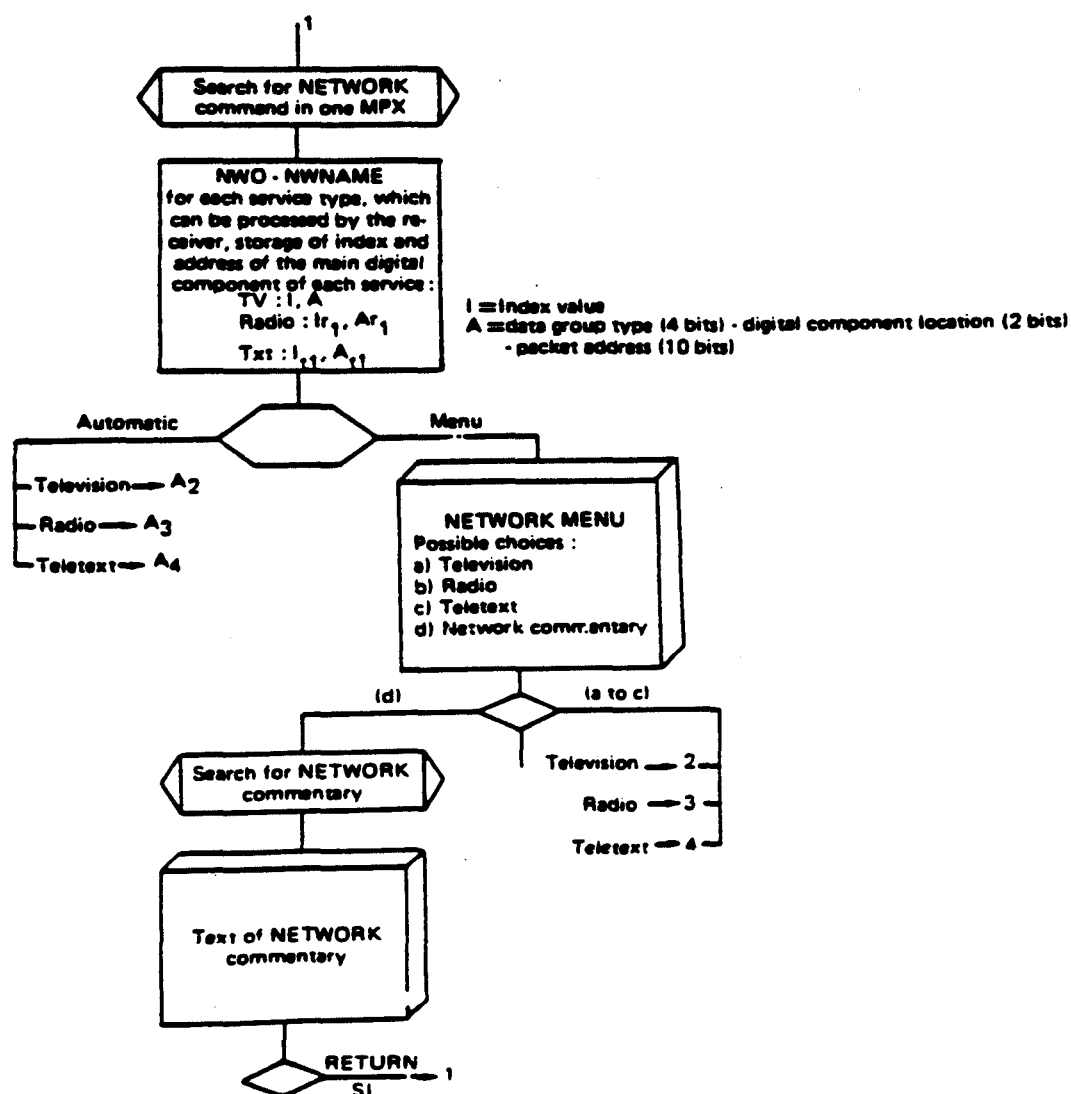 1
Search for NETWORK
command in one MPX
NWO - NWNAME
for each service type, which
can be processed by the re-
ceiver, storage of index and
address of the main digital
component of each service :
TV : I, A
Radio : Ir1, Ar1
Txt :
I = Index value
A = data group type (4 bits) - digital component location (2 bits)
- packet address (10 bits)
Automatic
Menu
Television → A2
Radio → A3
Teletext → A4
NETWORK MENU
Possible choices :
a) Television
b) Radio
c) Teletext
d) Network commentary
(d)
(a to c)
Television → 2
Radio → 3
Teletext → 4
Search for NETWORK
commentary
Text of NETWORK
commentary
RETURN
→ 1
SI